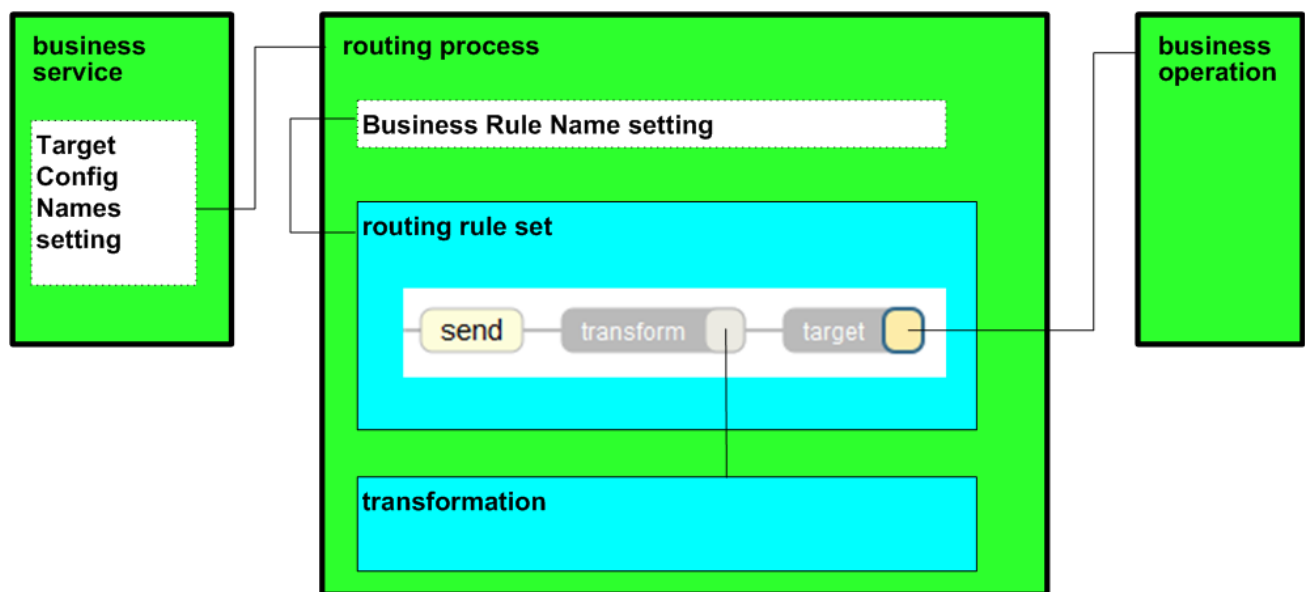 business
service
Target
Config
Names
setting
routing process
Business Rule Name setting
routing rule set
send
transform
target
transformation
business
operation